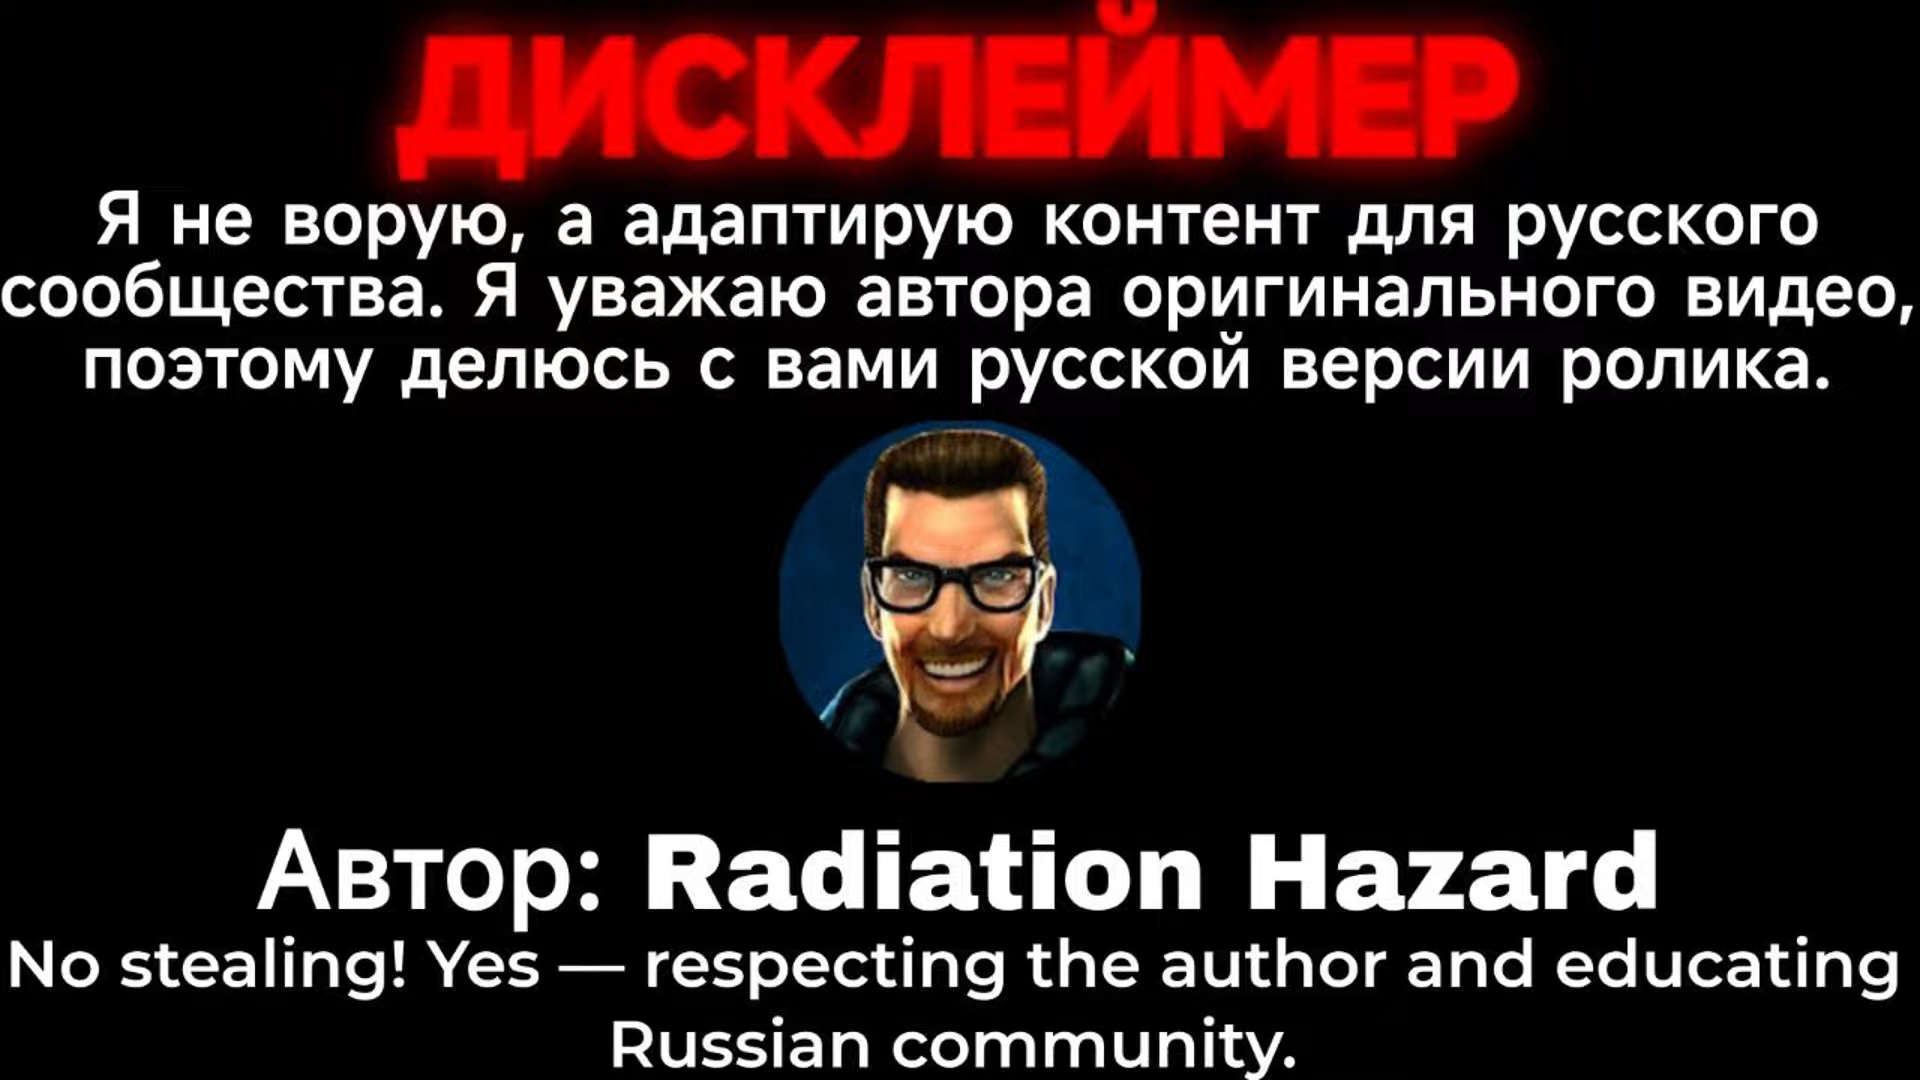 ДИСКЛЕЙМЕР
Я не ворую, а адаптирую контент для русского
сообщества. Я уважаю автора оригинального видео,
поэтому делюсь с вами русской версии ролика.
Автор: Radiation Hazard
No stealing! Yes — respecting the author and educating
Russian community.